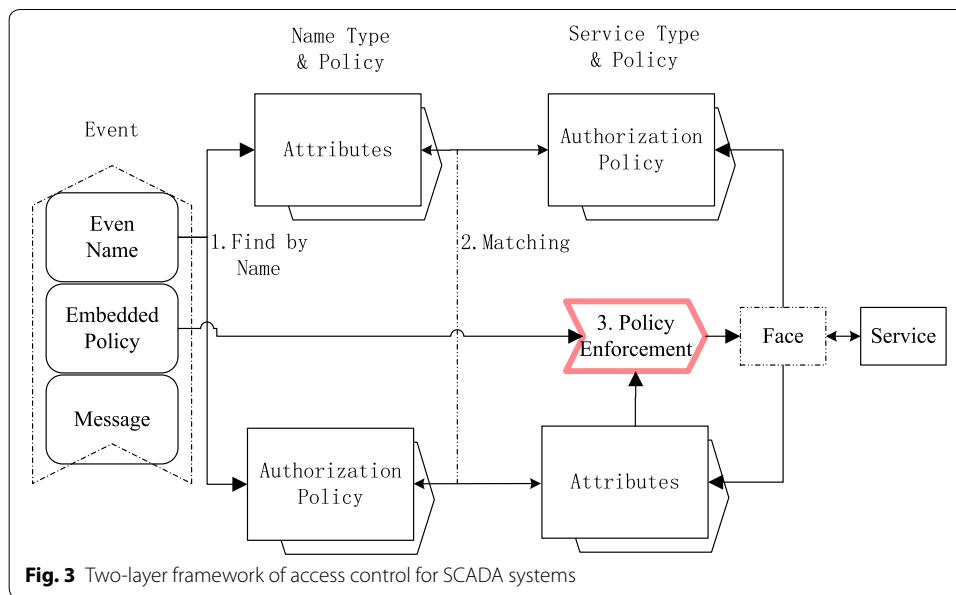 Name Type
& Policy
Service Type
& Policy
Event
Attributes
Authorization
Policy
Even
Name
1.Find by
Name
2.Matching
Embedded
Policy
3. Policy
Enforcement
Face
Service
Message
Authorization
Policy
Attributes
Fig. 3 Two-layer framework of access control for SCADA systems